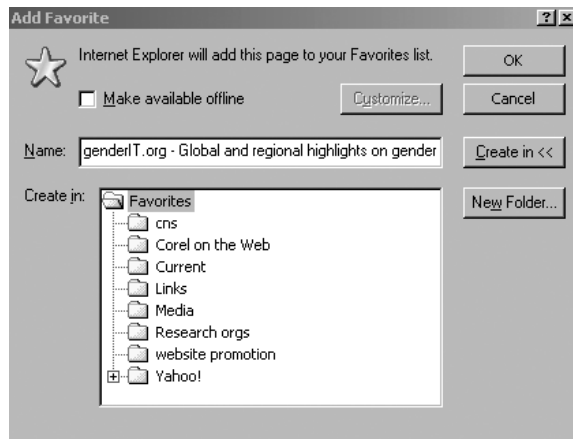 Add Favorite
Internet Explorer will add this page to your Favorites list.
OK
Make available offline
Customize...
Cancel
Name: genderIT.org - Global and regional highlights on gender
Create in <<
Create in:
Favorites
New Folder...
cns
Corel on the Web
Current
Links
Media
Research orgs
website promotion
Yahoo!